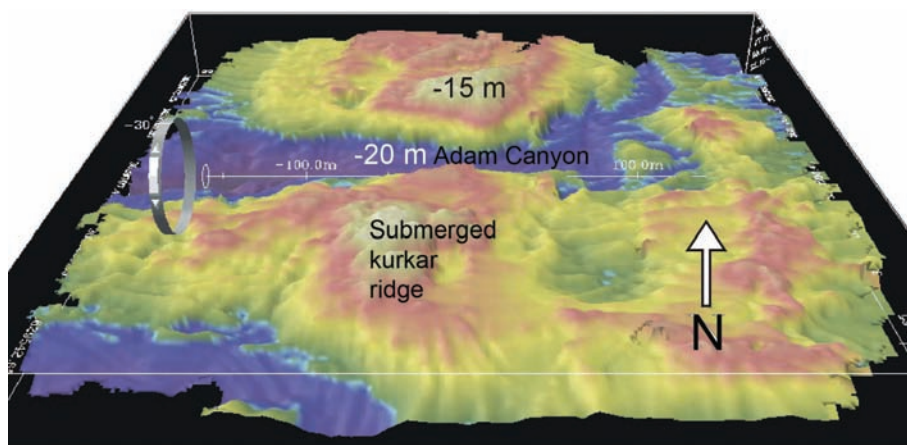 -15 m
-30°
-20 m Adam Canyon
-100.0m
100.0m
Submerged
kurkar
ridge
N